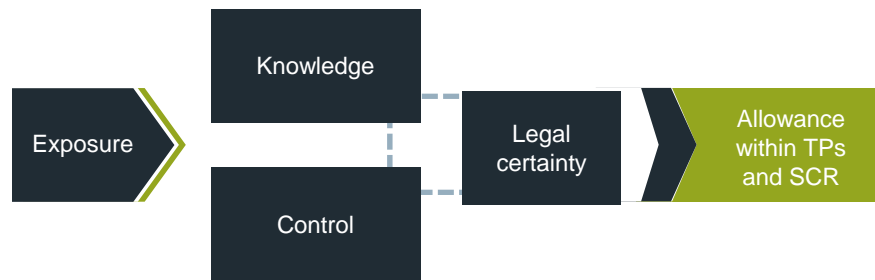 Exposure
Knowledge
Control
Legal
certainty
Allowance
within TPs
and SCR